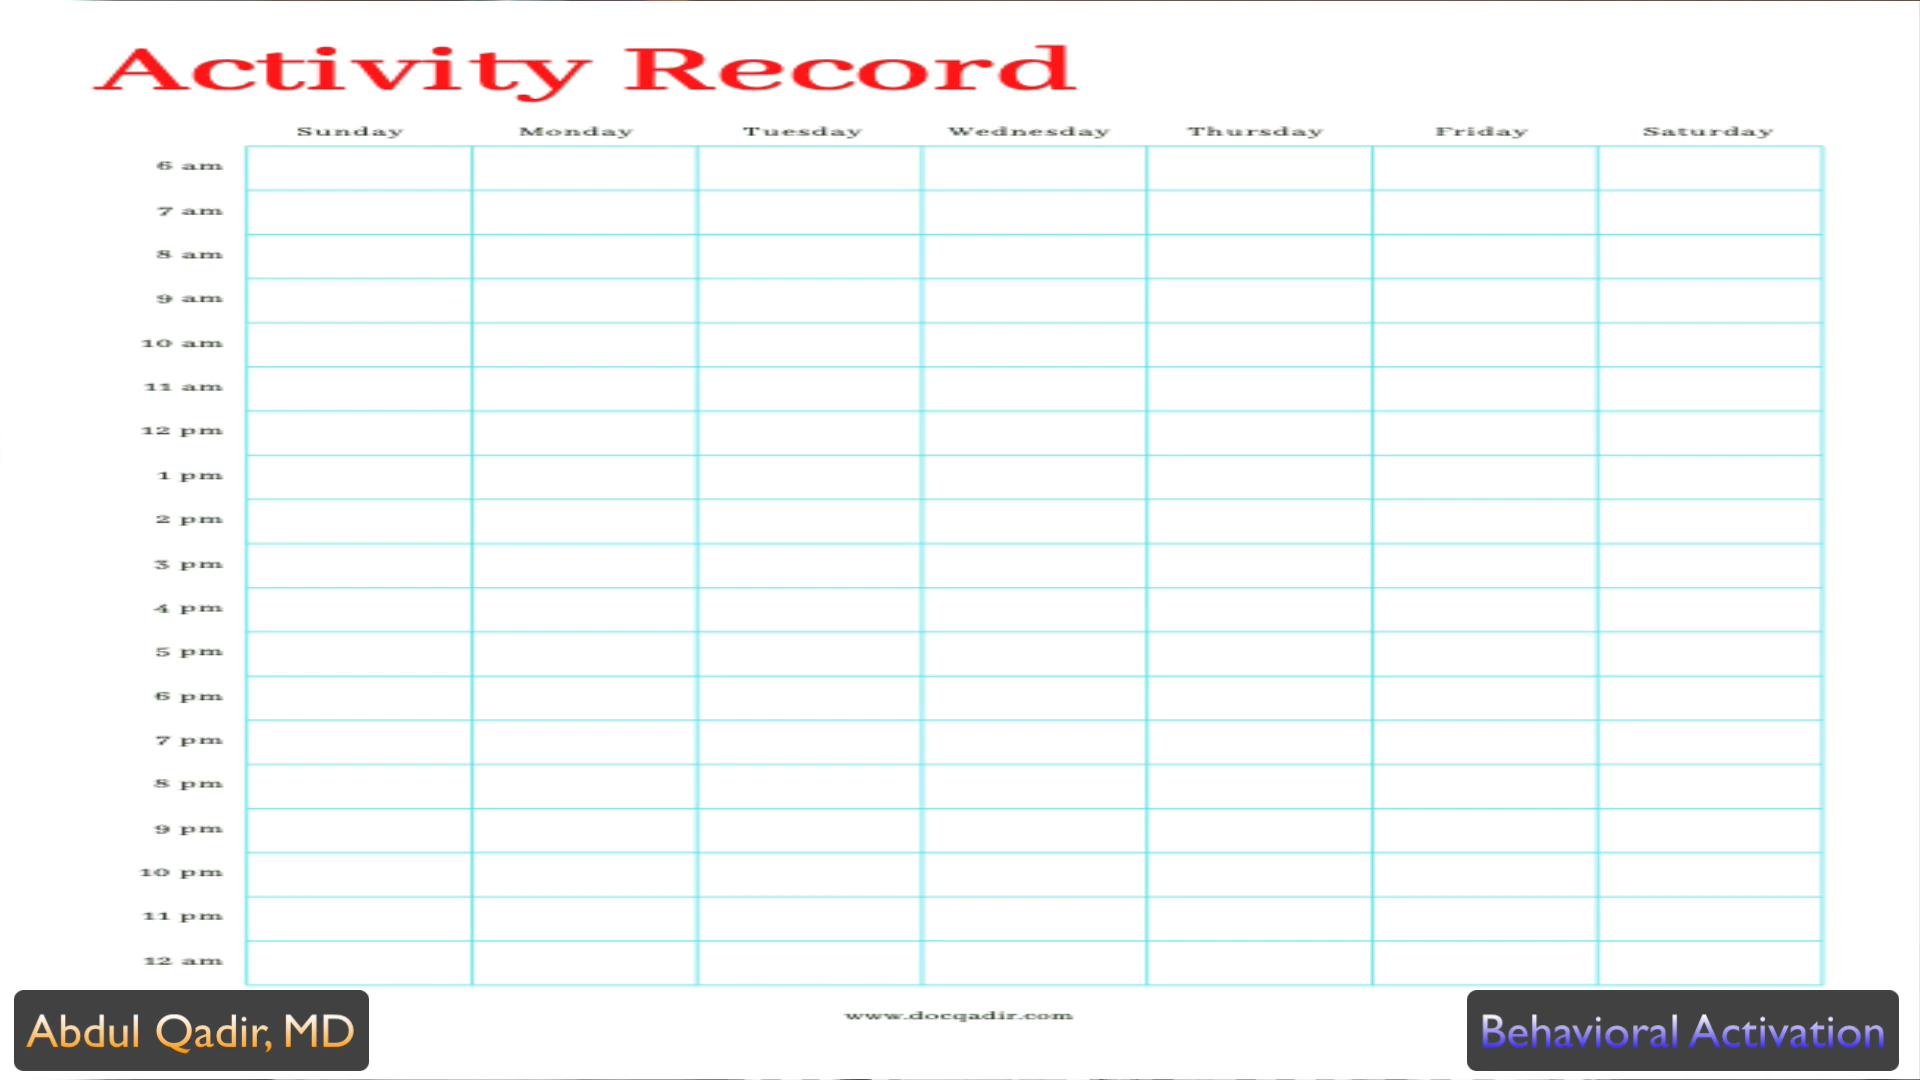 Activity Record
Sunday Monday Tuesday Wednesday Thursday Friday Saturday
6 am
7 am
8 am
9 am
10 am
11 am
12 pm
1 pm
2 pm
3 pm
4 pm
5 pm
6 pm
7 pm
8 pm
9 pm
10 pm
11 pm
12 am
www.docqadir.com
Abdul Qadir, MD
Behavioral Activation